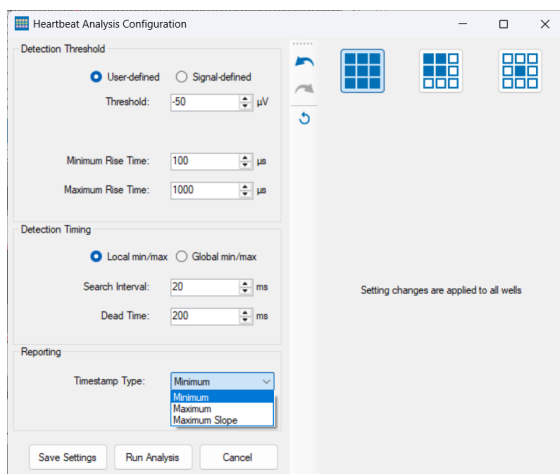 Heartbeat Analysis Configuration
Detection Threshold
User-defined Signal-defined
Threshold: -50 µV
Minimum Rise Time: 100 µs
Maximum Rise Time: 1000 µs
Detection Timing
Local min/max Global min/max
Search Interval: 20 ms
Dead Time: 200 ms
Reporting
Timestamp Type: Minimum
Minimum
Maximum
Maximum Slope
Save Settings Run Analysis Cancel
Setting changes are applied to all wells